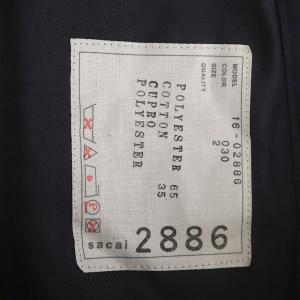 MODEL 16-02886
COLOR 030
SIZE 2
QUALITY
POLYESTER 65
COTTON 35
CUPRO
POLYESTER
sacai 2886